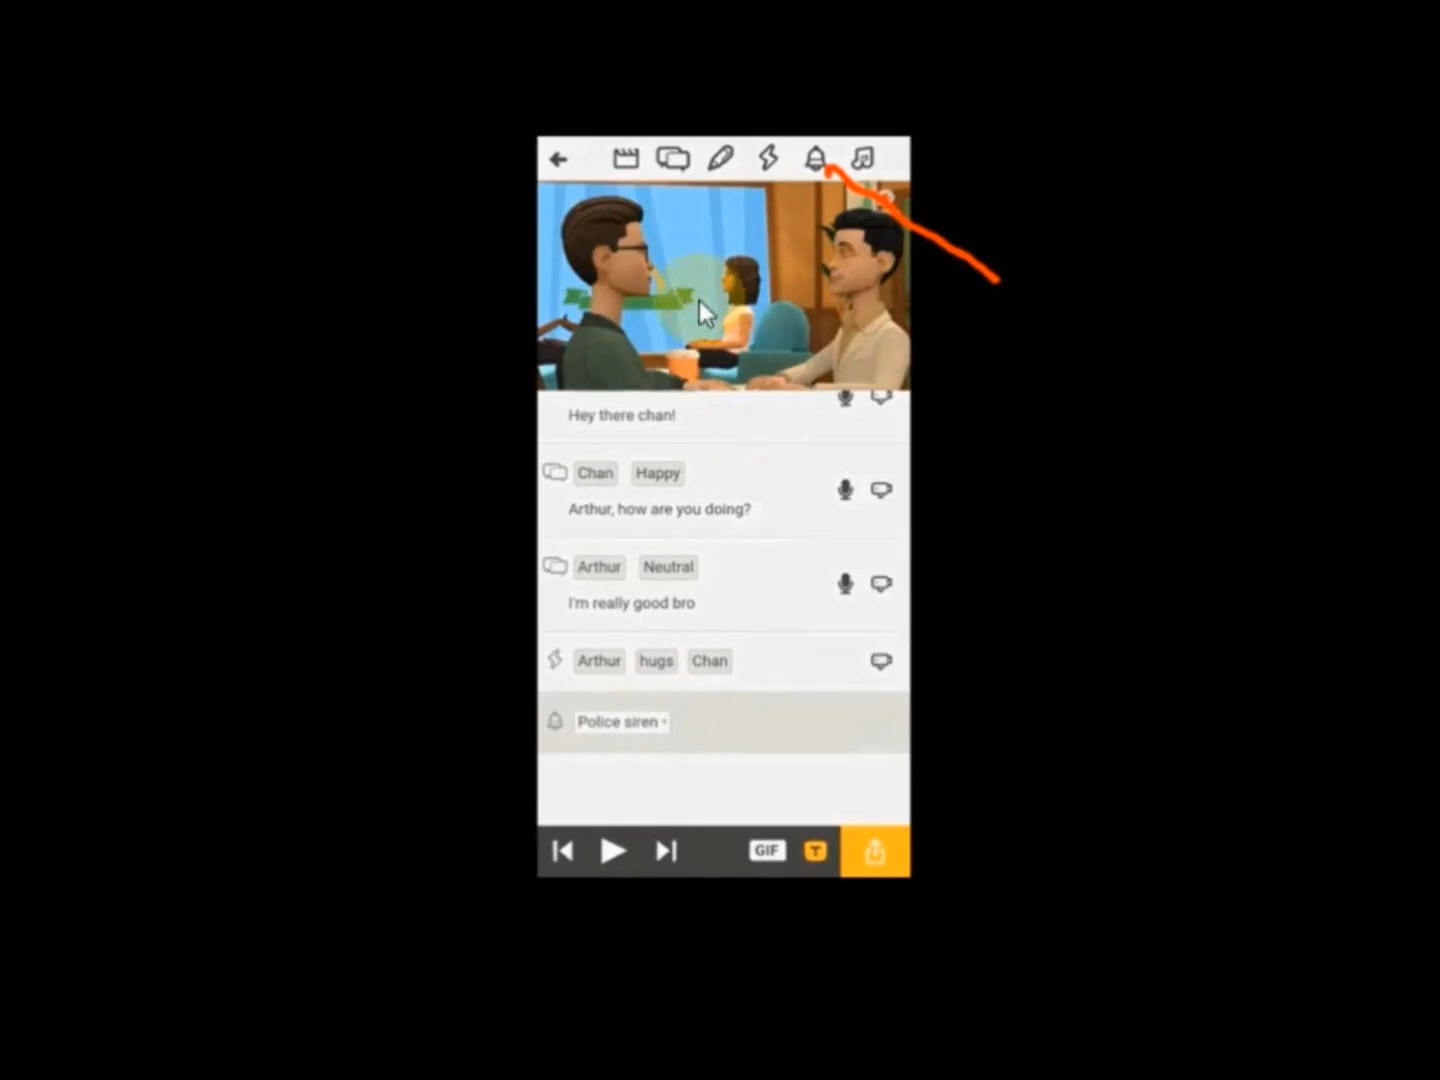 Hey there chan!
Chan Happy
Arthur, how are you doing?
Arthur Neutral
I'm really good bro
Arthur hugs Chan
Police siren
GIF T